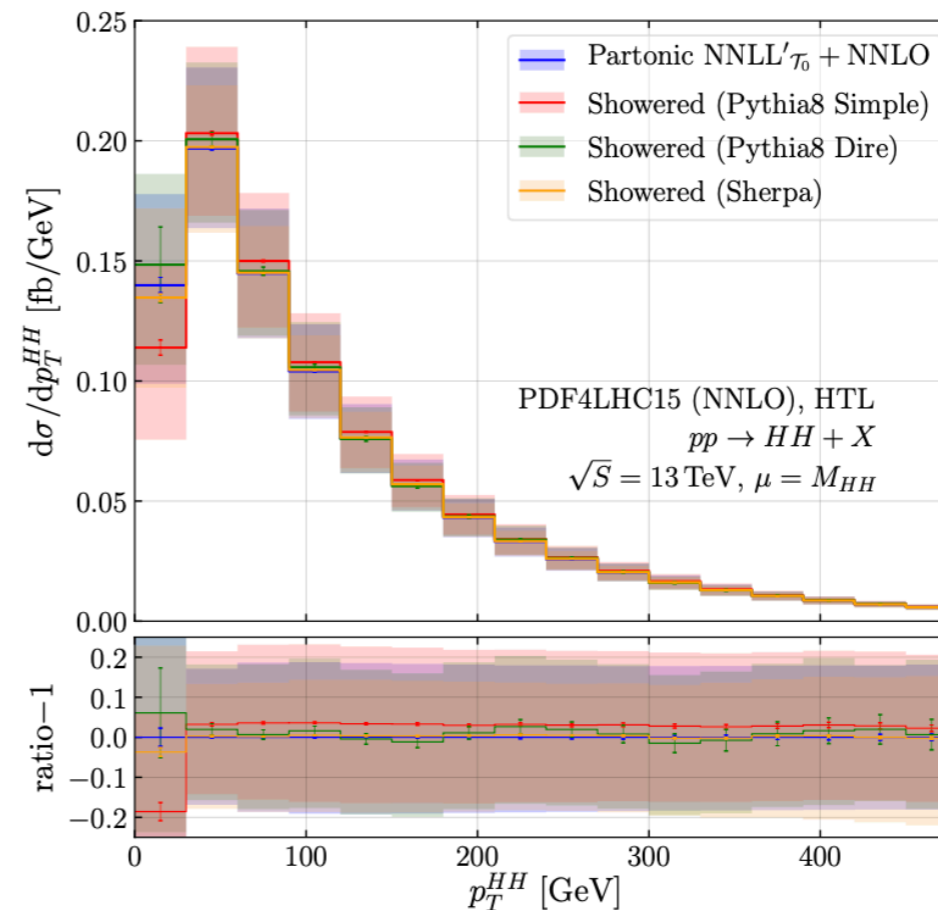 0.25
0.20
0.15
0.10
0.05
0.00
dσ/dp_T^{HH} [fb/GeV]
Partonic NNLL′_{𝒯₀} + NNLO
Showered (Pythia8 Simple)
Showered (Pythia8 Dire)
Showered (Sherpa)
PDF4LHC15 (NNLO), HTL
pp → HH + X
√S = 13 TeV, μ = M_{HH}
0.2
0.1
0.0
−0.1
−0.2
ratio−1
0 100 200 300 400
p_T^{HH} [GeV]